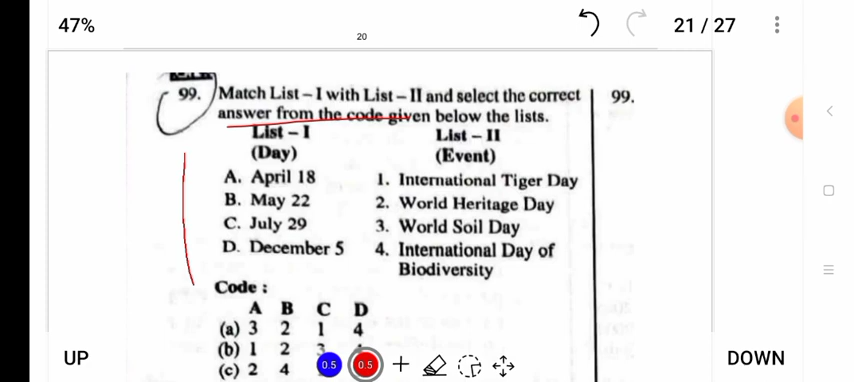 47%
20
21 / 27
99. Match List – I with List – II and select the correct
answer from the code given below the lists.
List – I List – II
(Day) (Event)
A. April 18 1. International Tiger Day
B. May 22 2. World Heritage Day
C. July 29 3. World Soil Day
D. December 5 4. International Day of
Biodiversity
Code :
A B C D
(a) 3 2 1 4
(b) 1 2 3
(c) 2 4
99.
UP
0.5 0.5
DOWN